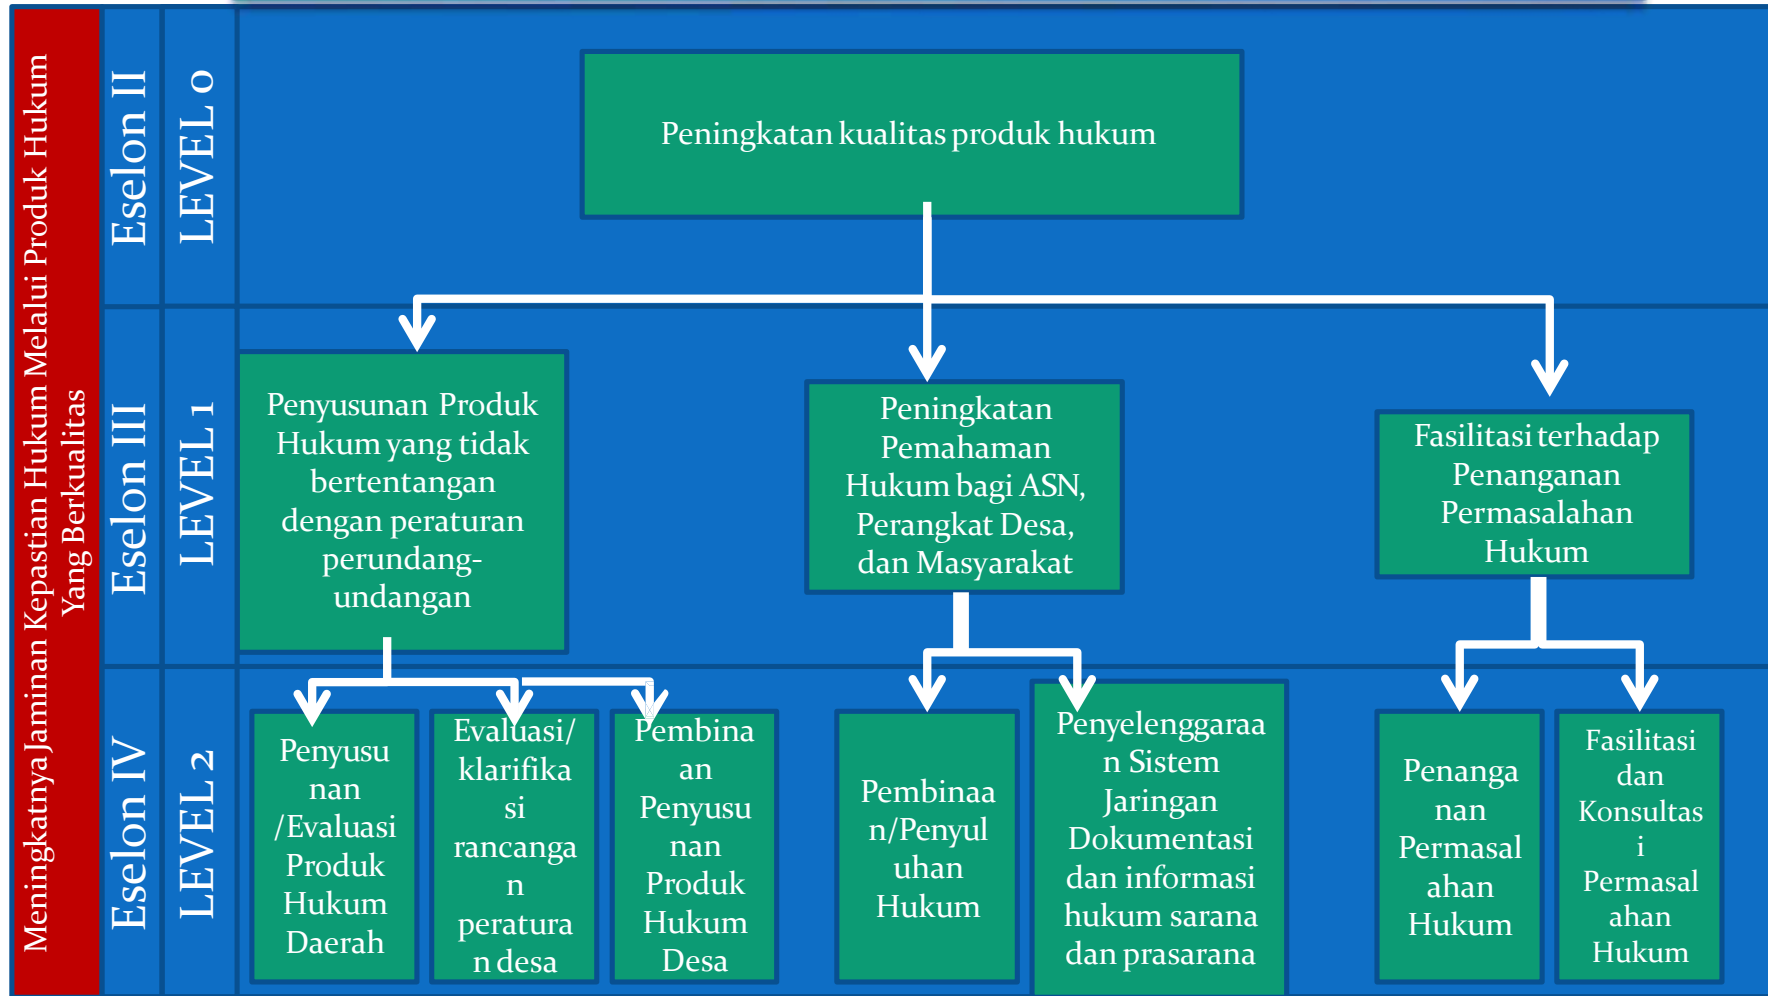 Meningkatnya Jaminan Kepastian Hukum Melalui Produk Hukum
Yang Berkualitas
Eselon II
LEVEL 0
Peningkatan kualitas produk hukum
Eselon III
LEVEL 1
Penyusunan Produk
Hukum yang tidak
bertentangan
dengan peraturan
perundang-
undangan
Peningkatan
Pemahaman
Hukum bagi ASN,
Perangkat Desa,
dan Masyarakat
Fasilitasi terhadap
Penanganan
Permasalahan
Hukum
Eselon IV
LEVEL 2
Penyusu
nan
/Evaluasi
Produk
Hukum
Daerah
Evaluasi/
klarifika
si
rancanga
n
peratura
n desa
Pembina
an
Penyusu
nan
Produk
Hukum
Desa
Pembinaa
n/Penyul
uhan
Hukum
Penyelenggaraa
n Sistem
Jaringan
Dokumentasi
dan informasi
hukum sarana
dan prasarana
Penanga
nan
Permasal
ahan
Hukum
Fasilitasi
dan
Konsultas
i
Permasal
ahan
Hukum